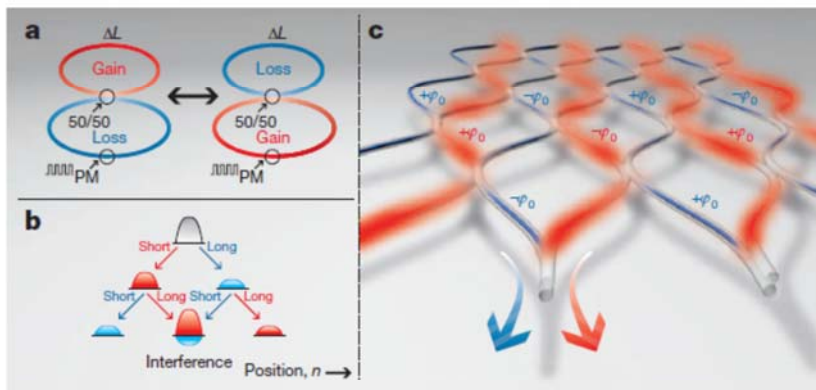 a
ΔL
Gain
50/50
Loss
PM
ΔL
Loss
50/50
Gain
PM
b
Short
Long
Short
Long
Short
Long
Interference
Position, n
c
+φ₀
−φ₀
+φ₀
−φ₀
+φ₀
−φ₀
+φ₀
−φ₀
+φ₀